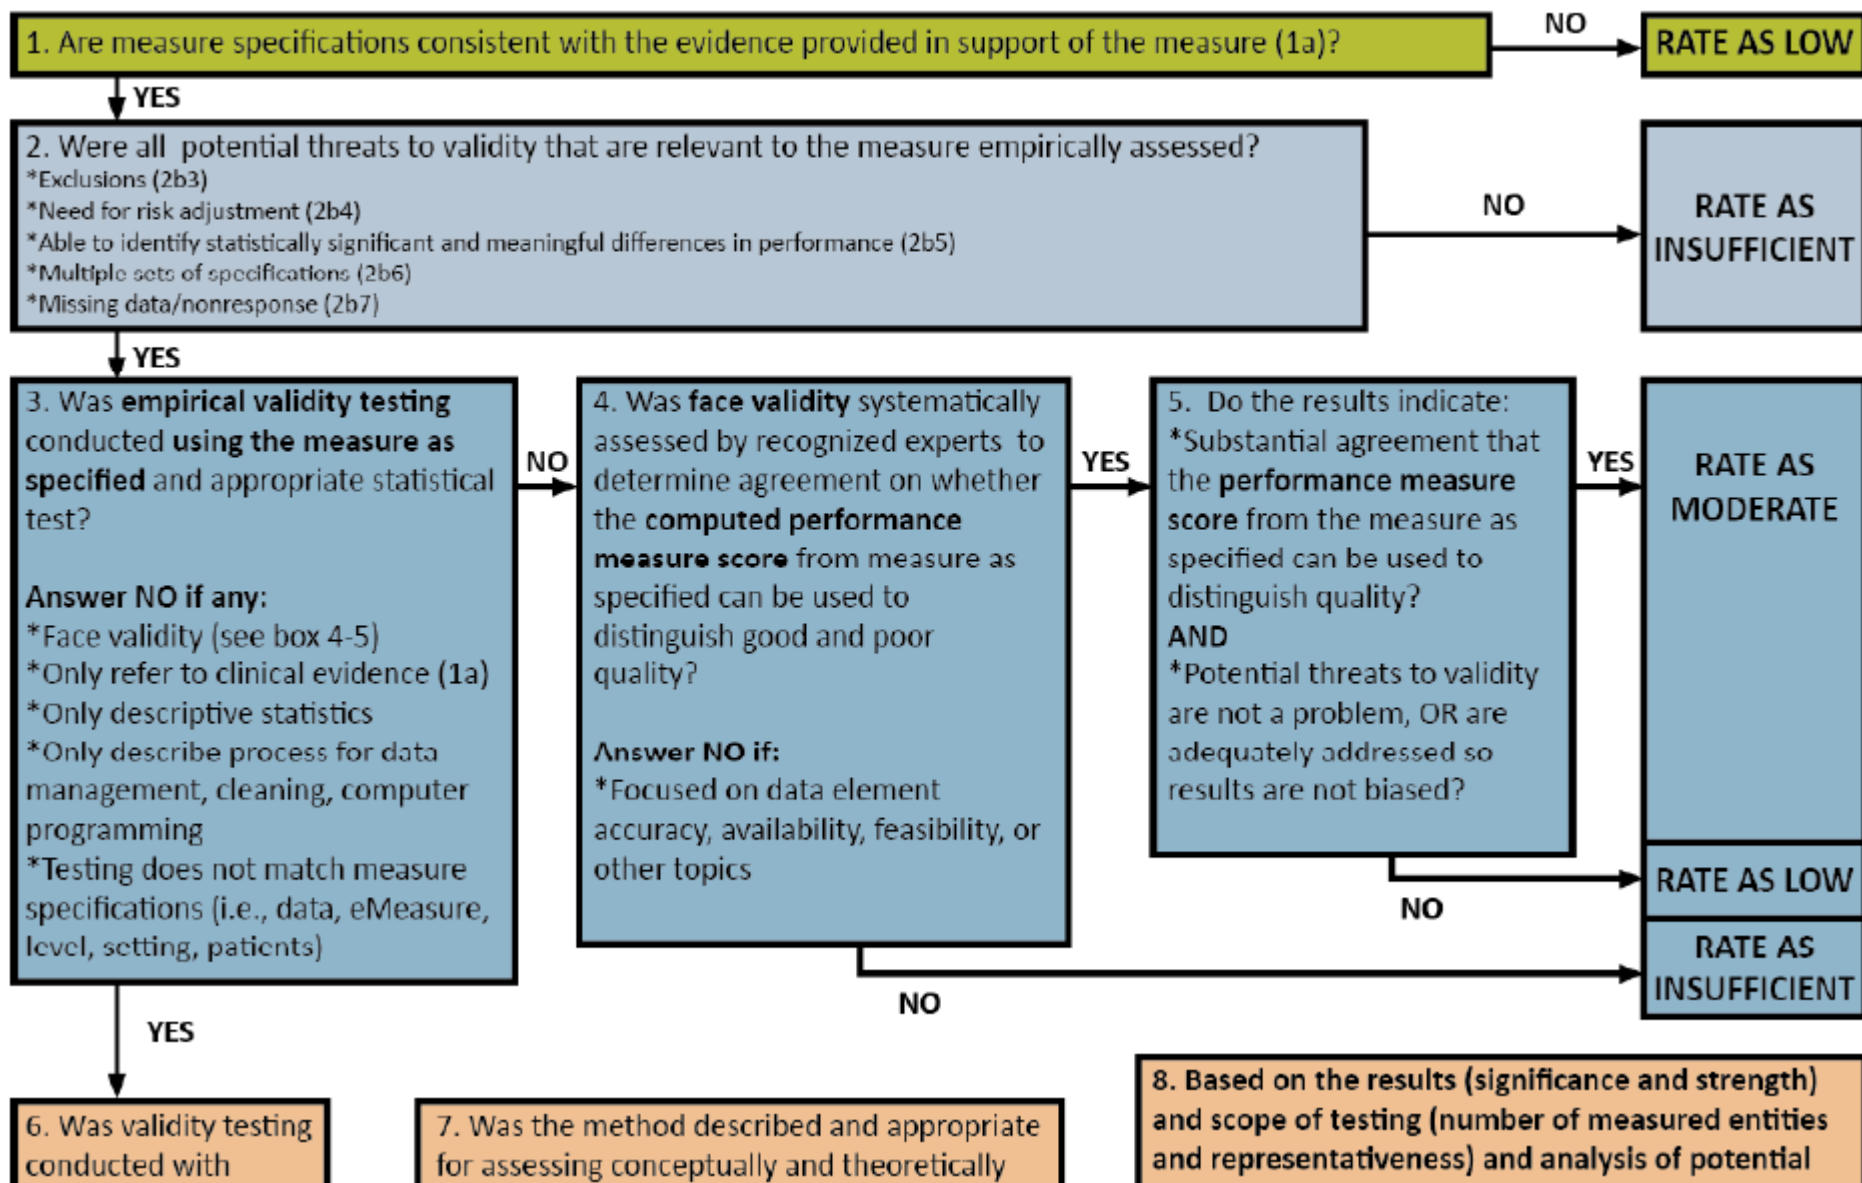 1. Are measure specifications consistent with the evidence provided in support of the measure (1a)?
NO
RATE AS LOW
YES
2. Were all potential threats to validity that are relevant to the measure empirically assessed?
*Exclusions (2b3)
*Need for risk adjustment (2b4)
*Able to identify statistically significant and meaningful differences in performance (2b5)
*Multiple sets of specifications (2b6)
*Missing data/nonresponse (2b7)
NO
RATE AS
INSUFFICIENT
YES
3. Was empirical validity testing
conducted using the measure as
specified and appropriate statistical
test?
Answer NO if any:
*Face validity (see box 4-5)
*Only refer to clinical evidence (1a)
*Only descriptive statistics
*Only describe process for data
management, cleaning, computer
programming
*Testing does not match measure
specifications (i.e., data, eMeasure,
level, setting, patients)
NO
4. Was face validity systematically
assessed by recognized experts to
determine agreement on whether
the computed performance
measure score from measure as
specified can be used to
distinguish good and poor
quality?
Answer NO if:
*Focused on data element
accuracy, availability, feasibility, or
other topics
YES
5. Do the results indicate:
*Substantial agreement that
the performance measure
score from the measure as
specified can be used to
distinguish quality?
AND
*Potential threats to validity
are not a problem, OR are
adequately addressed so
results are not biased?
YES
RATE AS
MODERATE
NO
RATE AS LOW
NO
RATE AS
INSUFFICIENT
YES
6. Was validity testing
conducted with
7. Was the method described and appropriate
for assessing conceptually and theoretically
8. Based on the results (significance and strength)
and scope of testing (number of measured entities
and representativeness) and analysis of potential